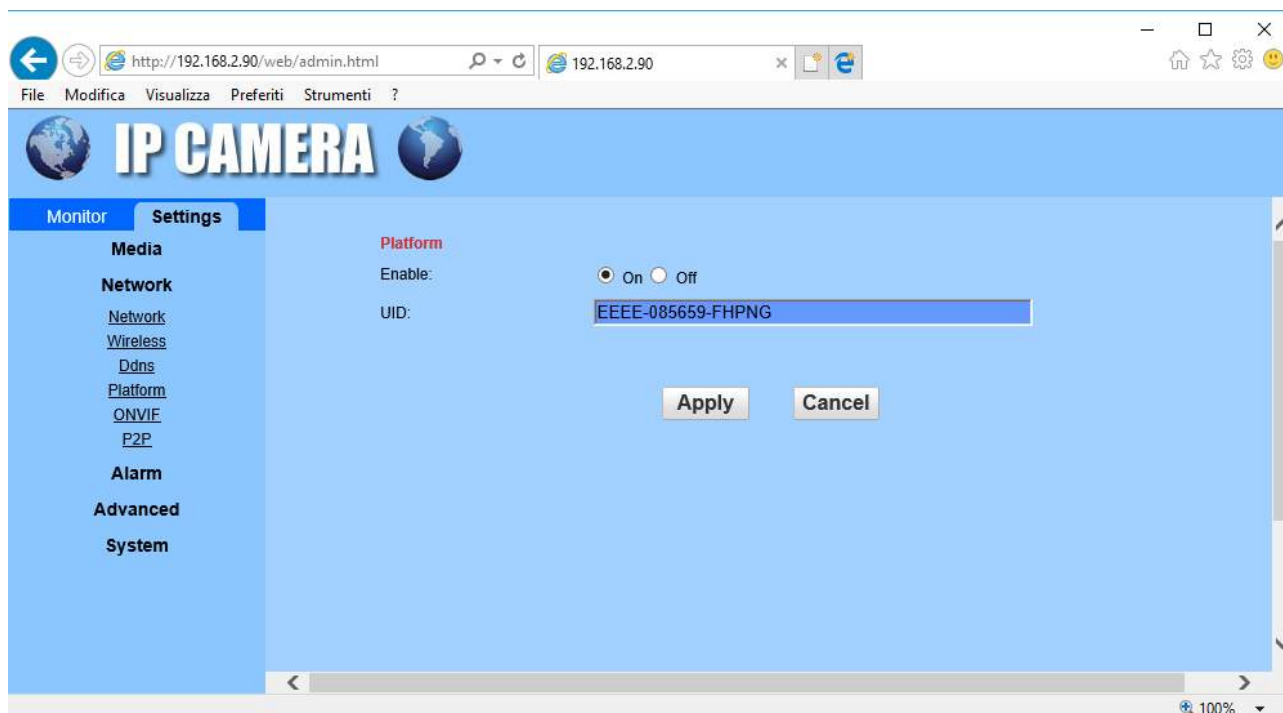 http://192.168.2.90/web/admin.html
192.168.2.90
File Modifica Visualizza Preferiti Strumenti ?
IP CAMERA
Monitor Settings
Media
Network
Network
Wireless
Ddns
Platform
ONVIF
P2P
Alarm
Advanced
System
Platform
Enable: On Off
UID: EEEE-085659-FHPNG
Apply Cancel
100%